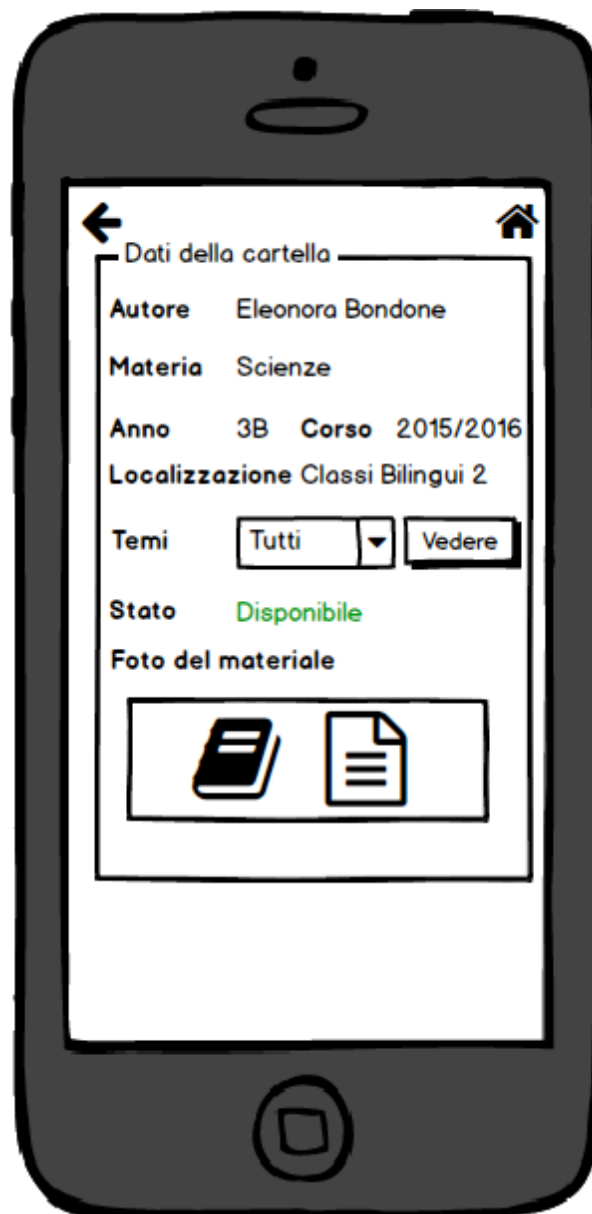 Dati della cartella
Autore Eleonora Bondone
Materia Scienze
Anno 3B Corso 2015/2016
Localizzazione Classi Bilingui 2
Temi Tutti Vedere
Stato Disponibile
Foto del materiale